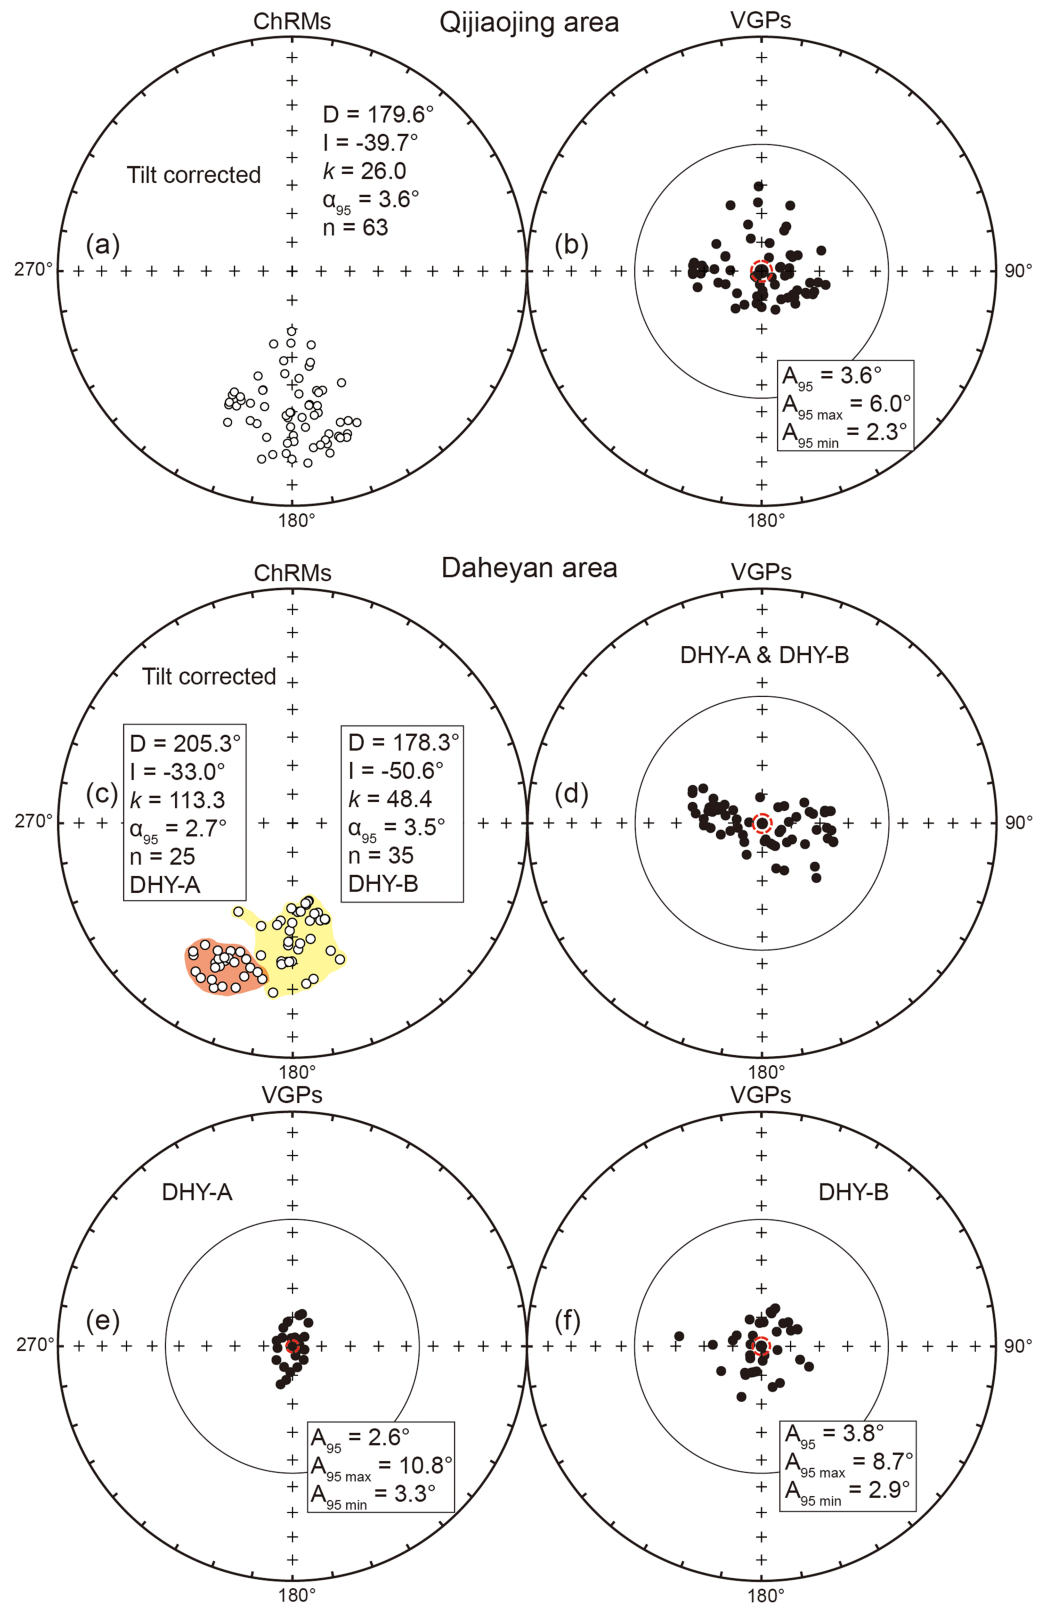 Qijiaojing area
ChRMs
VGPs
D = 179.6°
I = -39.7°
k = 26.0
α95 = 3.6°
n = 63
Tilt corrected
(a)
(b)
270°
90°
A95 = 3.6°
A95 max = 6.0°
A95 min = 2.3°
180°
180°
Daheyan area
ChRMs
VGPs
Tilt corrected
DHY-A & DHY-B
D = 205.3°
I = -33.0°
k = 113.3
α95 = 2.7°
n = 25
DHY-A
D = 178.3°
I = -50.6°
k = 48.4
α95 = 3.5°
n = 35
DHY-B
(c)
(d)
270°
90°
180°
180°
VGPs
VGPs
DHY-A
DHY-B
(e)
(f)
270°
90°
A95 = 2.6°
A95 max = 10.8°
A95 min = 3.3°
A95 = 3.8°
A95 max = 8.7°
A95 min = 2.9°
180°
180°